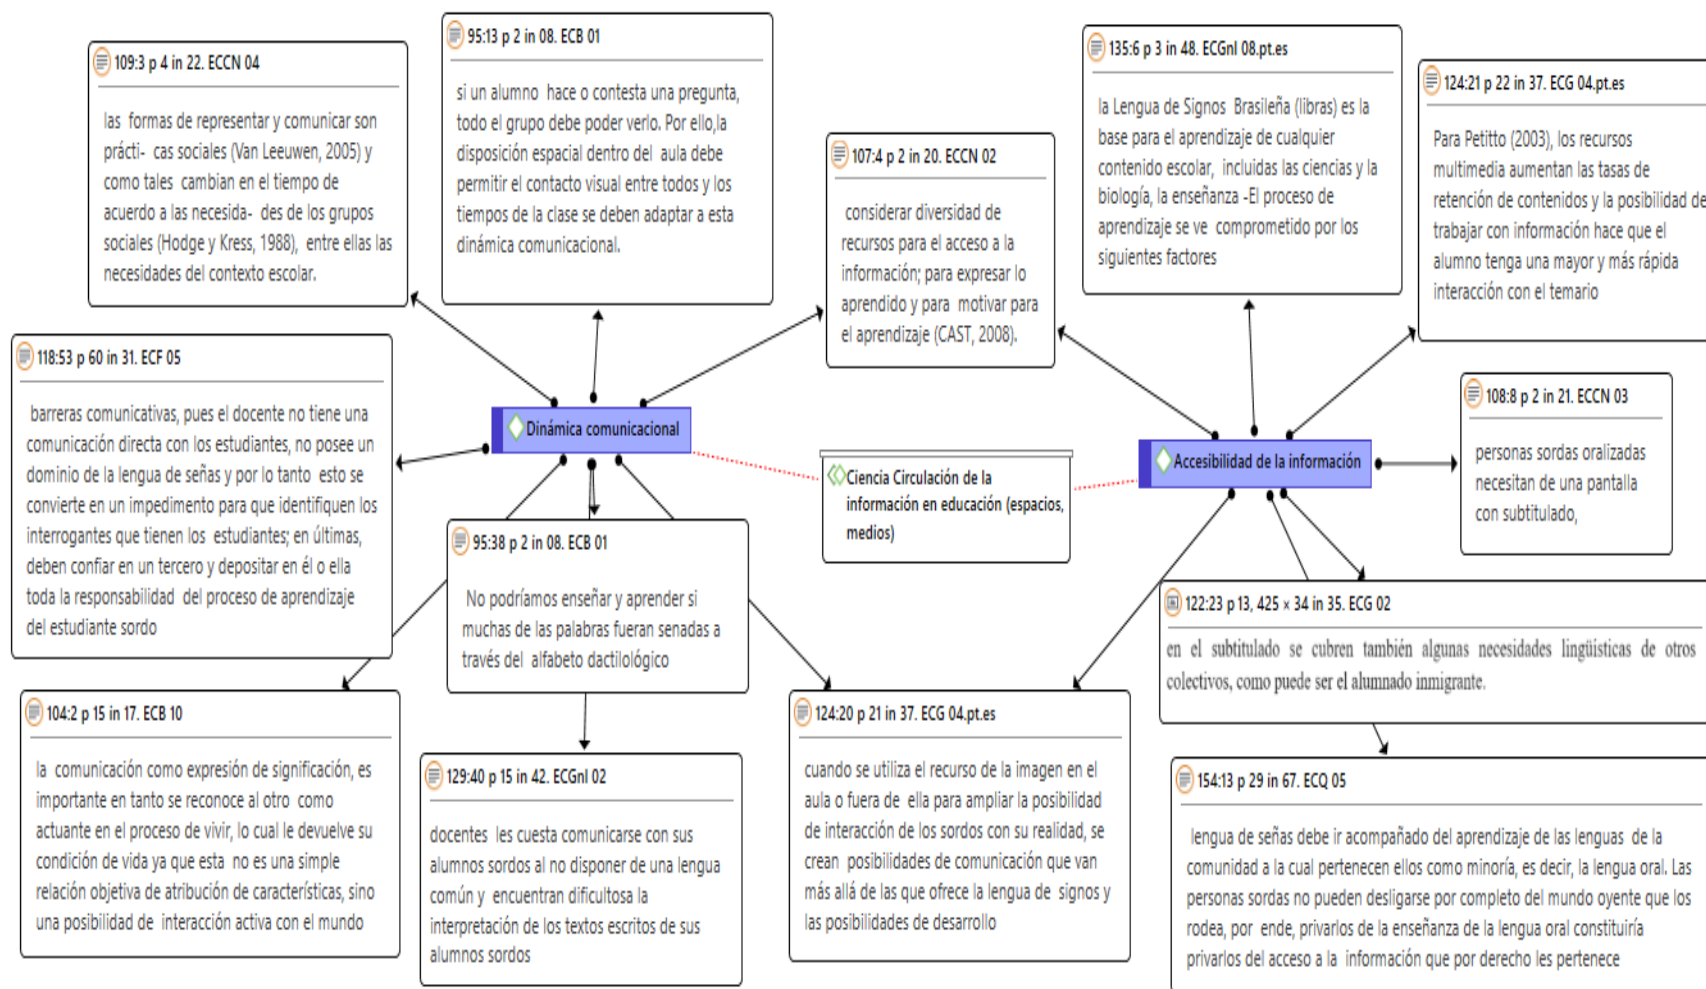 109:3 p 4 in 22. ECCN 04
las formas de representar y comunicar son
prácti- cas sociales (Van Leeuwen, 2005) y
como tales cambian en el tiempo de
acuerdo a las necesida- des de los grupos
sociales (Hodge y Kress, 1988), entre ellas las
necesidades del contexto escolar.
95:13 p 2 in 08. ECB 01
si un alumno hace o contesta una pregunta,
todo el grupo debe poder verlo. Por ello,la
disposición espacial dentro del aula debe
permitir el contacto visual entre todos y los
tiempos de la clase se deben adaptar a esta
dinámica comunicacional.
107:4 p 2 in 20. ECCN 02
considerar diversidad de
recursos para el acceso a la
información; para expresar lo
aprendido y para motivar para
el aprendizaje (CAST, 2008).
135:6 p 3 in 48. ECGnI 08.pt.es
la Lengua de Signos Brasileña (libras) es la
base para el aprendizaje de cualquier
contenido escolar, incluidas las ciencias y la
biología, la enseñanza -El proceso de
aprendizaje se ve comprometido por los
siguientes factores
124:21 p 22 in 37. ECG 04.pt.es
Para Petitto (2003), los recursos
multimedia aumentan las tasas de
retención de contenidos y la posibilidad de
trabajar con información hace que el
alumno tenga una mayor y más rápida
interacción con el temario
118:53 p 60 in 31. ECF 05
barreras comunicativas, pues el docente no tiene una
comunicación directa con los estudiantes, no posee un
dominio de la lengua de señas y por lo tanto esto se
convierte en un impedimento para que identifiquen los
interrogantes que tienen los estudiantes; en últimas,
deben confiar en un tercero y depositar en él o ella
toda la responsabilidad del proceso de aprendizaje
del estudiante sordo
Dinámica comunicacional
Ciencia Circulación de la
información en educación (espacios,
medios)
Accesibilidad de la información
108:8 p 2 in 21. ECCN 03
personas sordas oralizadas
necesitan de una pantalla
con subtitulado,
95:38 p 2 in 08. ECB 01
No podríamos enseñar y aprender si
muchas de las palabras fueran senadas a
través del alfabeto dactilológico
122:23 p 13, 425 × 34 in 35. ECG 02
en el subtitulado se cubren también algunas necesidades lingüísticas de otros
colectivos, como puede ser el alumnado inmigrante.
104:2 p 15 in 17. ECB 10
la comunicación como expresión de significación, es
importante en tanto se reconoce al otro como
actuante en el proceso de vivir, lo cual le devuelve su
condición de vida ya que esta no es una simple
relación objetiva de atribución de características, sino
una posibilidad de interacción activa con el mundo
129:40 p 15 in 42. ECGnI 02
docentes les cuesta comunicarse con sus
alumnos sordos al no disponer de una lengua
común y encuentran dificultosa la
interpretación de los textos escritos de sus
alumnos sordos
124:20 p 21 in 37. ECG 04.pt.es
cuando se utiliza el recurso de la imagen en el
aula o fuera de ella para ampliar la posibilidad
de interacción de los sordos con su realidad, se
crean posibilidades de comunicación que van
más allá de las que ofrece la lengua de signos y
las posibilidades de desarrollo
154:13 p 29 in 67. ECQ 05
lengua de señas debe ir acompañado del aprendizaje de las lenguas de la
comunidad a la cual pertenecen ellos como minoría, es decir, la lengua oral. Las
personas sordas no pueden desligarse por completo del mundo oyente que los
rodea, por ende, privarlos de la enseñanza de la lengua oral constituiría
privarlos del acceso a la información que por derecho les pertenece